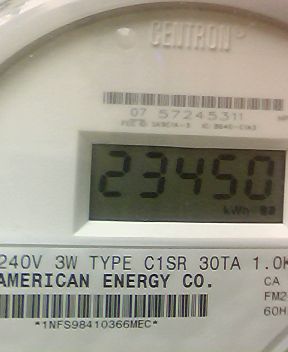 CENTRON®
07 57245311
23450
kWh
240V 3W TYPE C1SR 30TA 1.0K
AMERICAN ENERGY CO.
CA
FM2
60H
*1NFS98410366MEC*